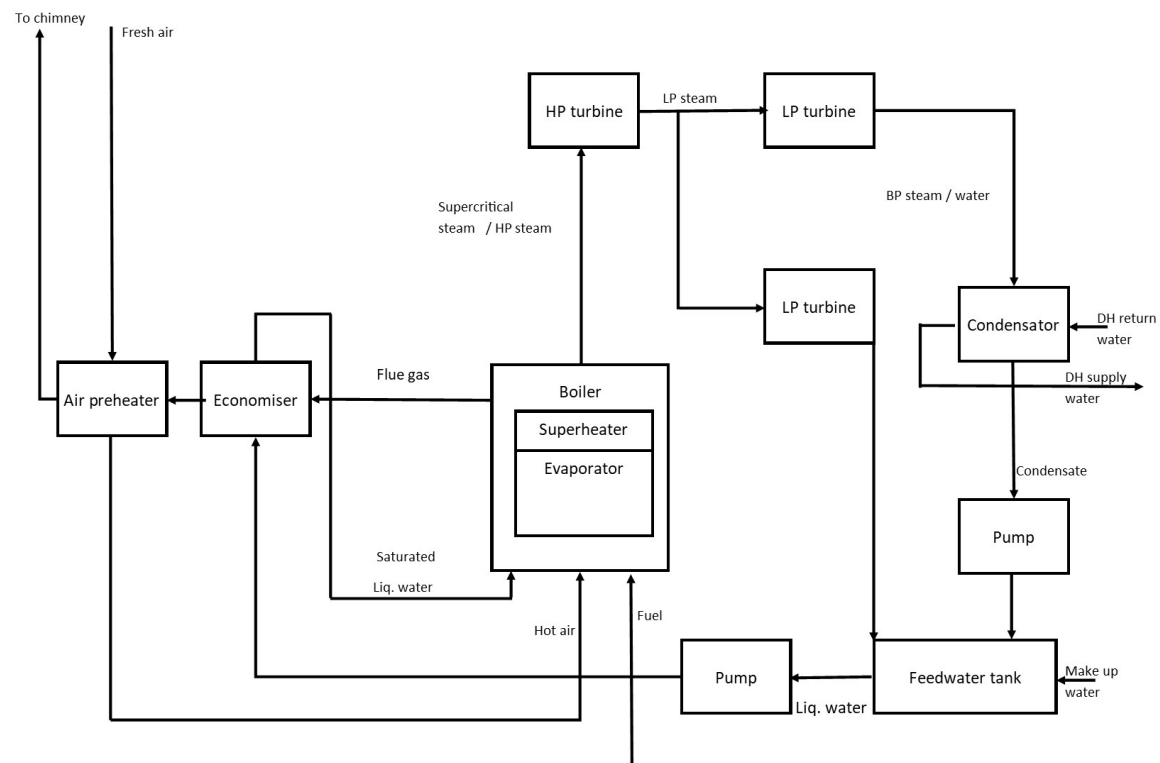 To chimney
Fresh air
HP turbine
LP steam
LP turbine
BP steam / water
Supercritical
steam / HP steam
LP turbine
Condensator
DH return
water
DH supply
water
Air preheater
Economiser
Flue gas
Boiler
Superheater
Evaporator
Condensate
Pump
Saturated
Liq. water
Hot air
Fuel
Pump
Liq. water
Feedwater tank
Make up
water